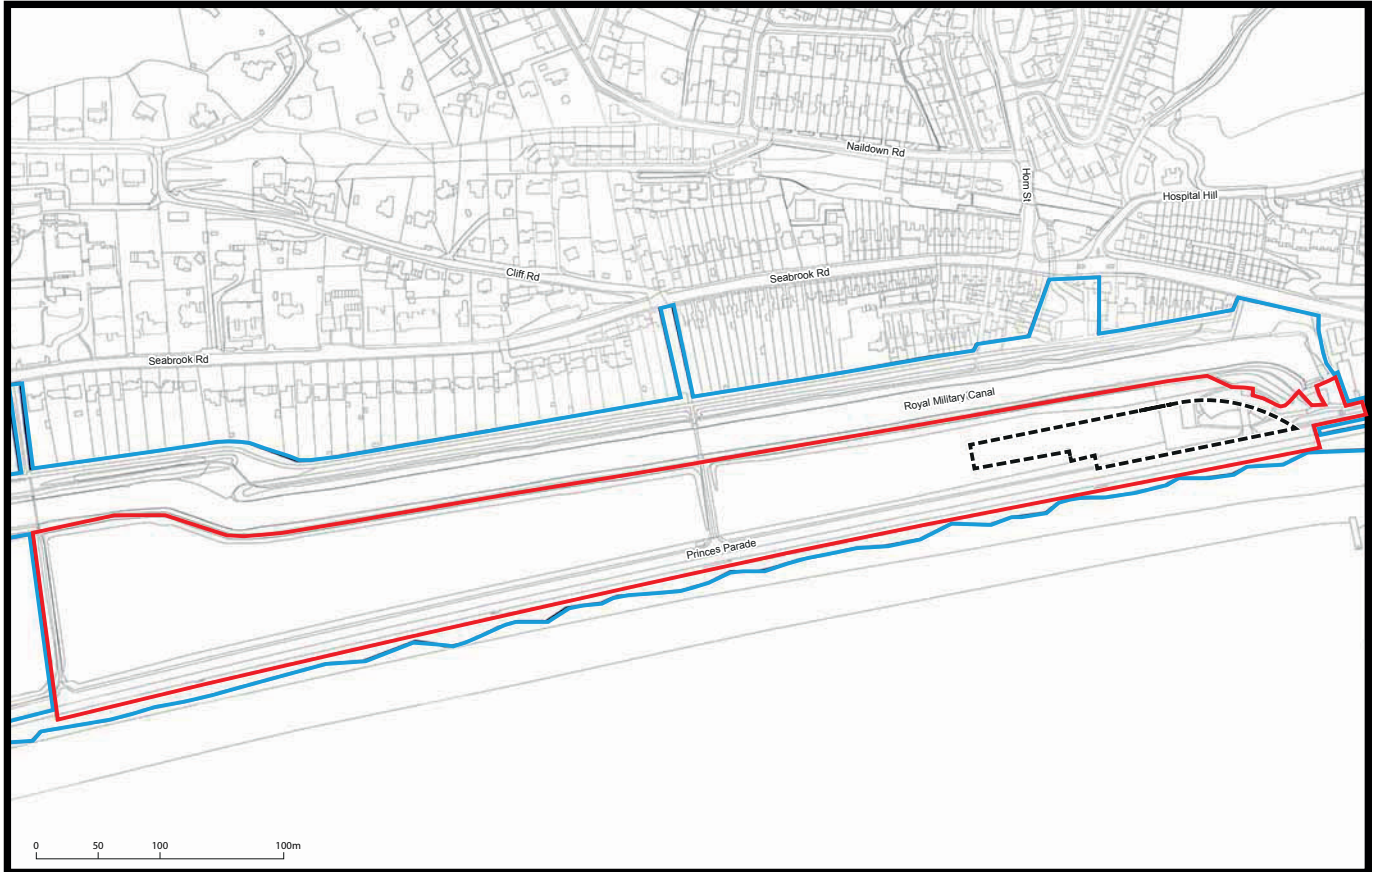 Naildown Rd
Horn St
Hospital Hill
Cliff Rd
Seabrook Rd
Seabrook Rd
Royal Military Canal
Princes Parade
0 50 100 100m